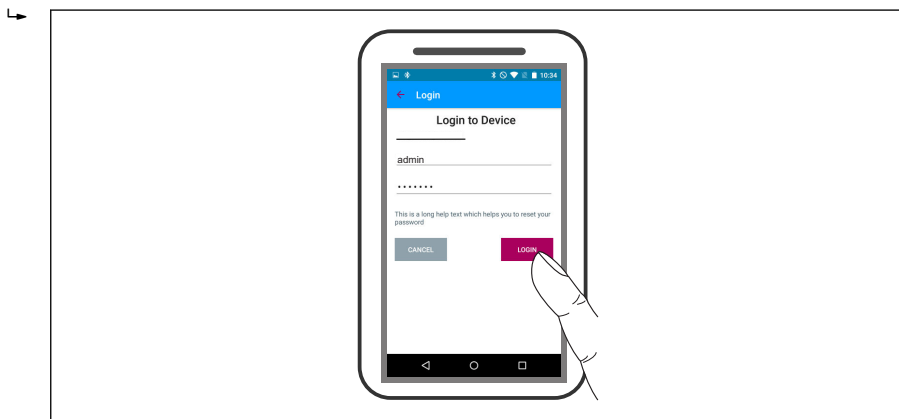 10:34
Login
Login to Device
admin
•••••••
This is a long help text which helps you to reset your
password
CANCEL LOGIN